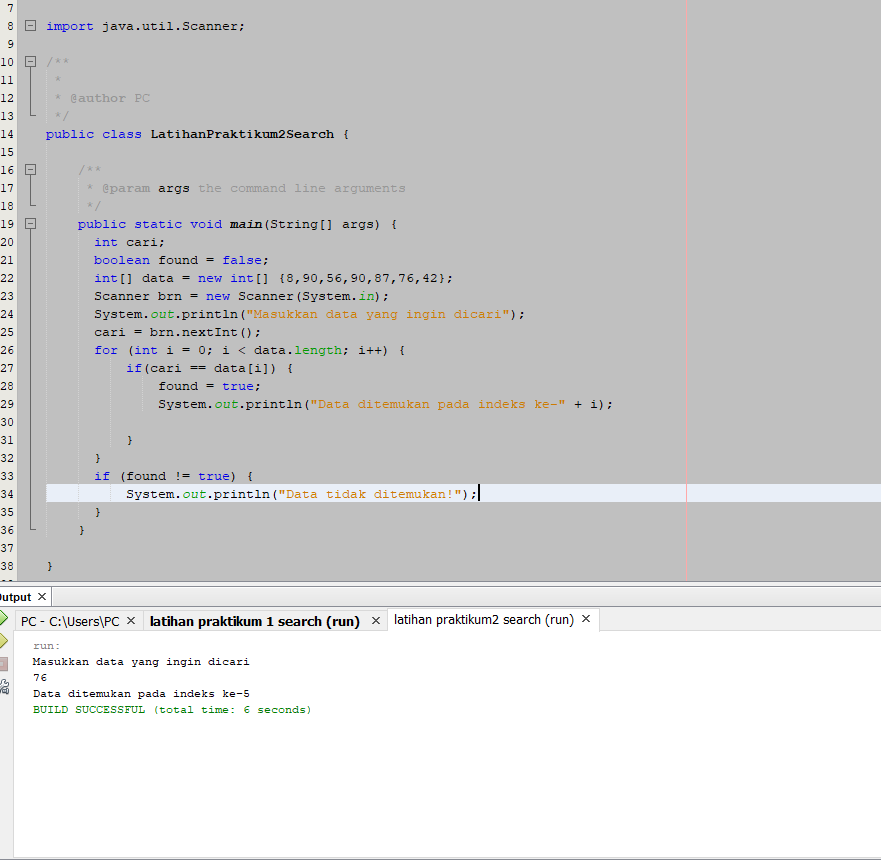 7
8 import java.util.Scanner;
9
10 /**
11 *
12 * @author PC
13 */
14 public class LatihanPraktikum2Search {
15
16 /**
17 * @param args the command line arguments
18 */
19 public static void main(String[] args) {
20 int cari;
21 boolean found = false;
22 int[] data = new int[] {8,90,56,90,87,76,42};
23 Scanner brn = new Scanner(System.in);
24 System.out.println("Masukkan data yang ingin dicari");
25 cari = brn.nextInt();
26 for (int i = 0; i < data.length; i++) {
27 if(cari == data[i]) {
28 found = true;
29 System.out.println("Data ditemukan pada indeks ke-" + i);
30
31 }
32 }
33 if (found != true) {
34 System.out.println("Data tidak ditemukan!");
35 }
36 }
37
38 }
utput ×
PC - C:\Users\PC × latihan praktikum 1 search (run) × latihan praktikum2 search (run) ×
run:
Masukkan data yang ingin dicari
76
Data ditemukan pada indeks ke-5
BUILD SUCCESSFUL (total time: 6 seconds)